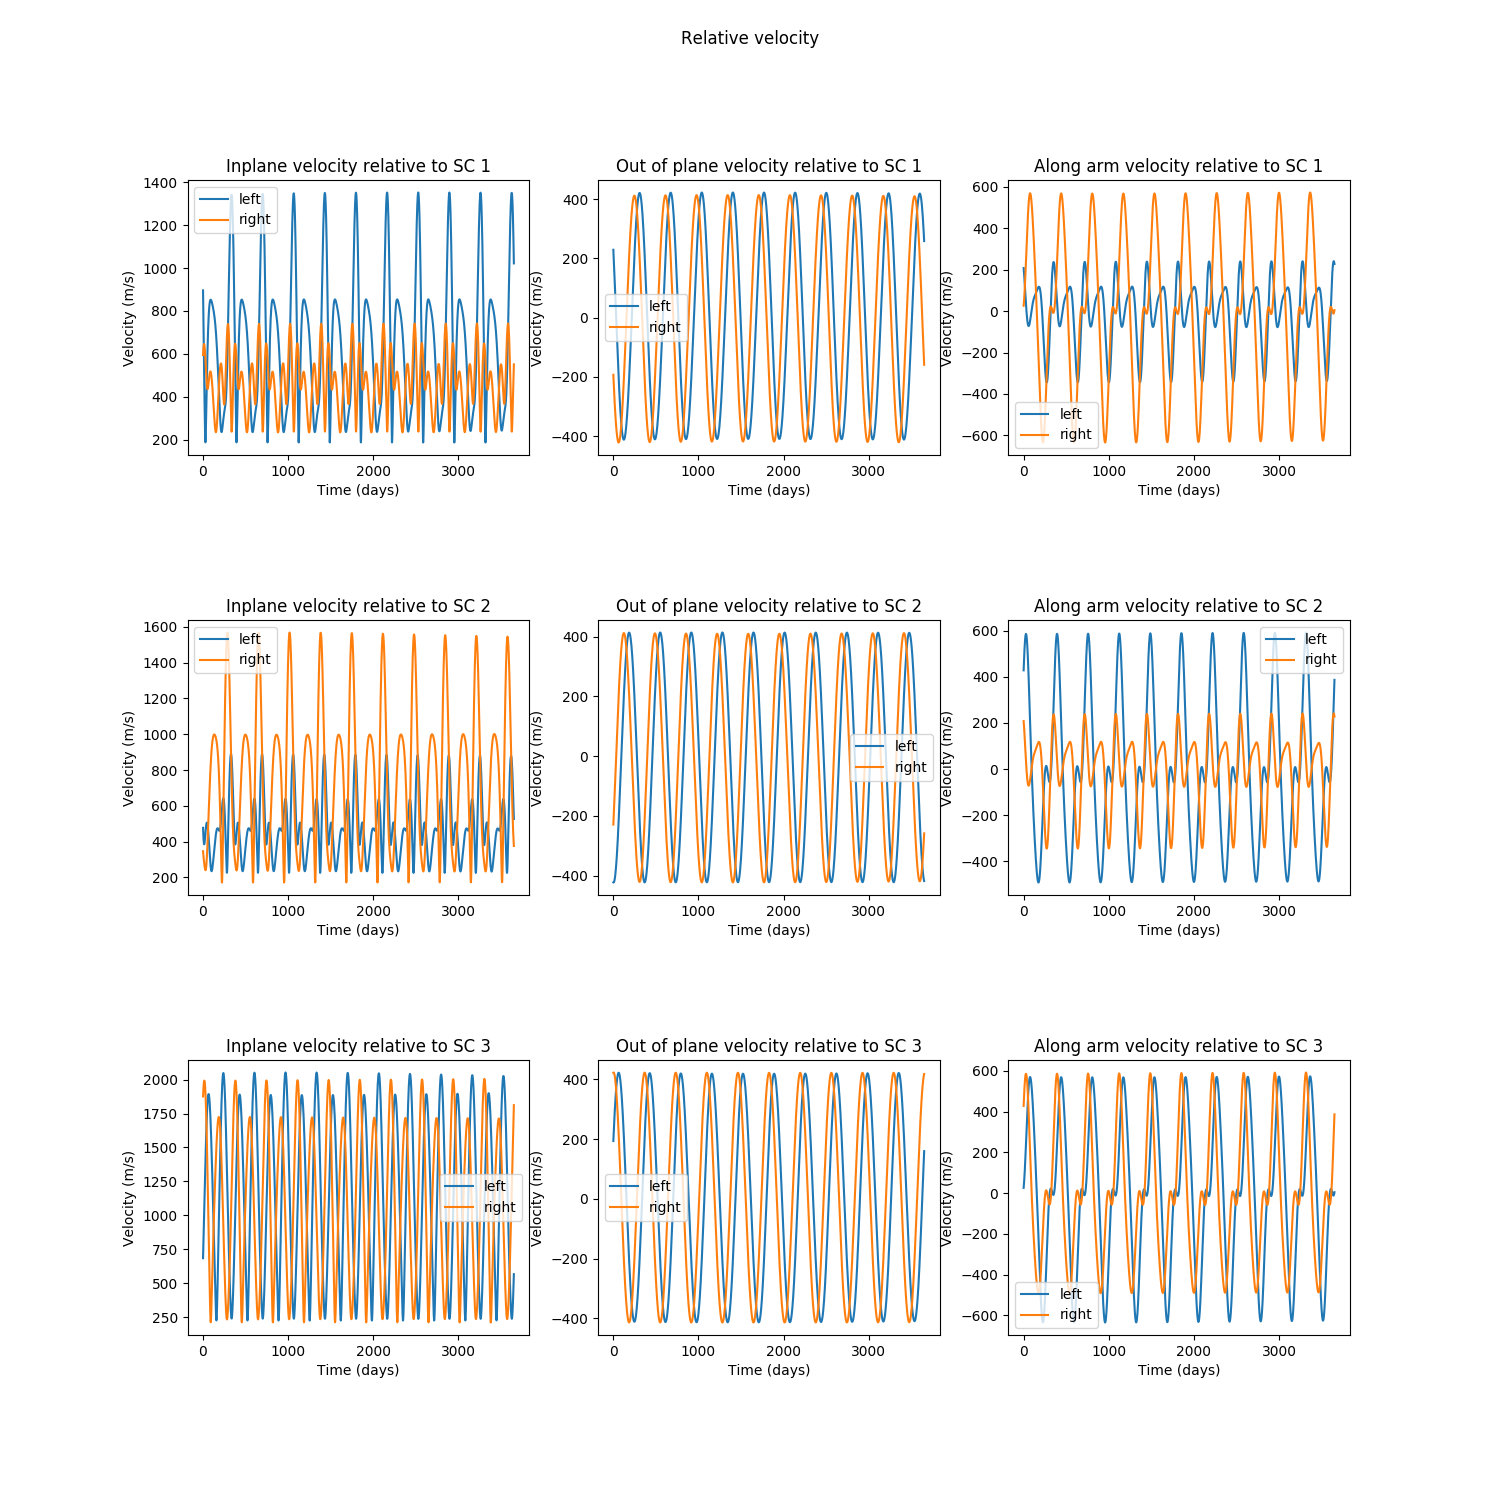 Relative velocity
Inplane velocity relative to SC 1
Out of plane velocity relative to SC 1
Along arm velocity relative to SC 1
1400
1200
1000
800
600
400
200
Velocity (m/s)
left
right
0 1000 2000 3000
Time (days)
400
200
0
−200
−400
Velocity (m/s)
left
right
0 1000 2000 3000
Time (days)
600
400
200
0
−200
−400
−600
Velocity (m/s)
left
right
0 1000 2000 3000
Time (days)
Inplane velocity relative to SC 2
Out of plane velocity relative to SC 2
Along arm velocity relative to SC 2
1600
1400
1200
1000
800
600
400
200
Velocity (m/s)
left
right
0 1000 2000 3000
Time (days)
400
200
0
−200
−400
Velocity (m/s)
left
right
0 1000 2000 3000
Time (days)
600
400
200
0
−200
−400
Velocity (m/s)
left
right
0 1000 2000 3000
Time (days)
Inplane velocity relative to SC 3
Out of plane velocity relative to SC 3
Along arm velocity relative to SC 3
2000
1750
1500
1250
1000
750
500
250
Velocity (m/s)
left
right
0 1000 2000 3000
Time (days)
400
200
0
−200
−400
Velocity (m/s)
left
right
0 1000 2000 3000
Time (days)
600
400
200
0
−200
−400
−600
Velocity (m/s)
left
right
0 1000 2000 3000
Time (days)